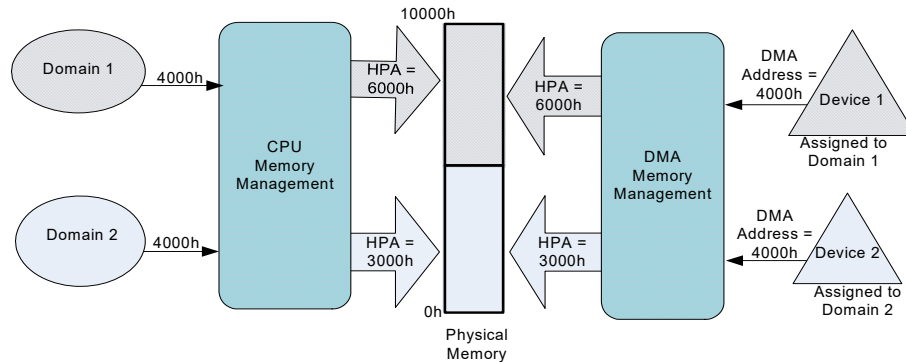 Domain 1
4000h
CPU
Memory
Management
HPA =
6000h
10000h
HPA =
6000h
DMA
Memory
Management
DMA
Address =
4000h
Device 1
Assigned to
Domain 1
Domain 2
4000h
HPA =
3000h
0h
Physical
Memory
HPA =
3000h
DMA
Address =
4000h
Device 2
Assigned to
Domain 2